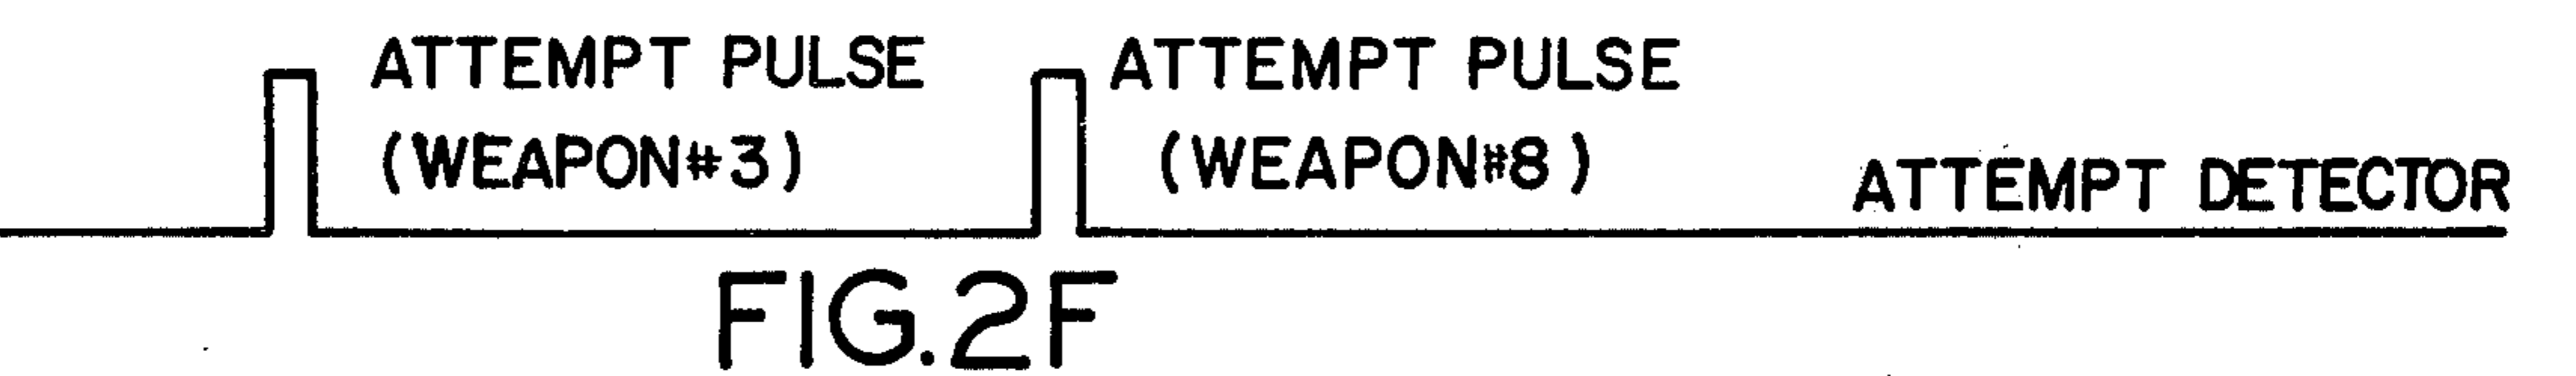 ATTEMPT PULSE
(WEAPON#3)
ATTEMPT PULSE
(WEAPON#8)
ATTEMPT DETECTOR
FIG.2F